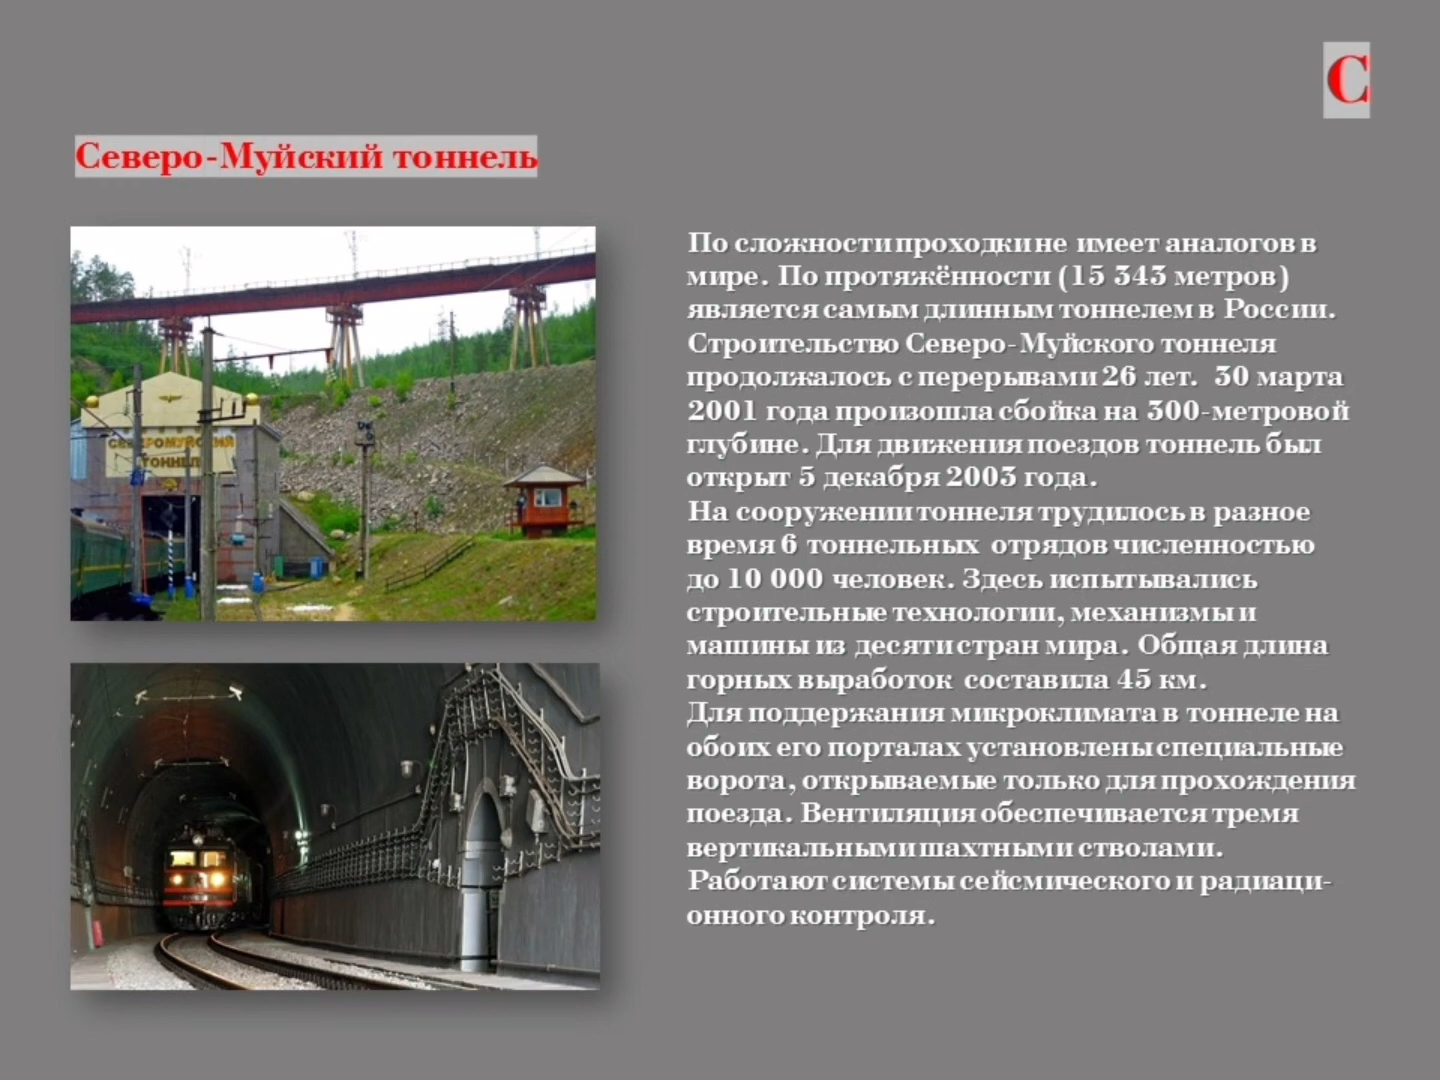 С
Северо-Муйский тоннель
СЕВЕРОМУЙСКИЙ
ТОННЕЛЬ
По сложности проходки не имеет аналогов в
мире. По протяжённости (15 343 метров)
является самым длинным тоннелем в России.
Строительство Северо-Муйского тоннеля
продолжалось с перерывами 26 лет. 30 марта
2001 года произошла сбойка на 300-метровой
глубине. Для движения поездов тоннель был
открыт 5 декабря 2003 года.
На сооружении тоннеля трудилось в разное
время 6 тоннельных отрядов численностью
до 10 000 человек. Здесь испытывались
строительные технологии, механизмы и
машины из десяти стран мира. Общая длина
горных выработок составила 45 км.
Для поддержания микроклимата в тоннеле на
обоих его порталах установлены специальные
ворота, открываемые только для прохождения
поезда. Вентиляция обеспечивается тремя
вертикальными шахтными стволами.
Работают системы сейсмического и радиаци-
онного контроля.